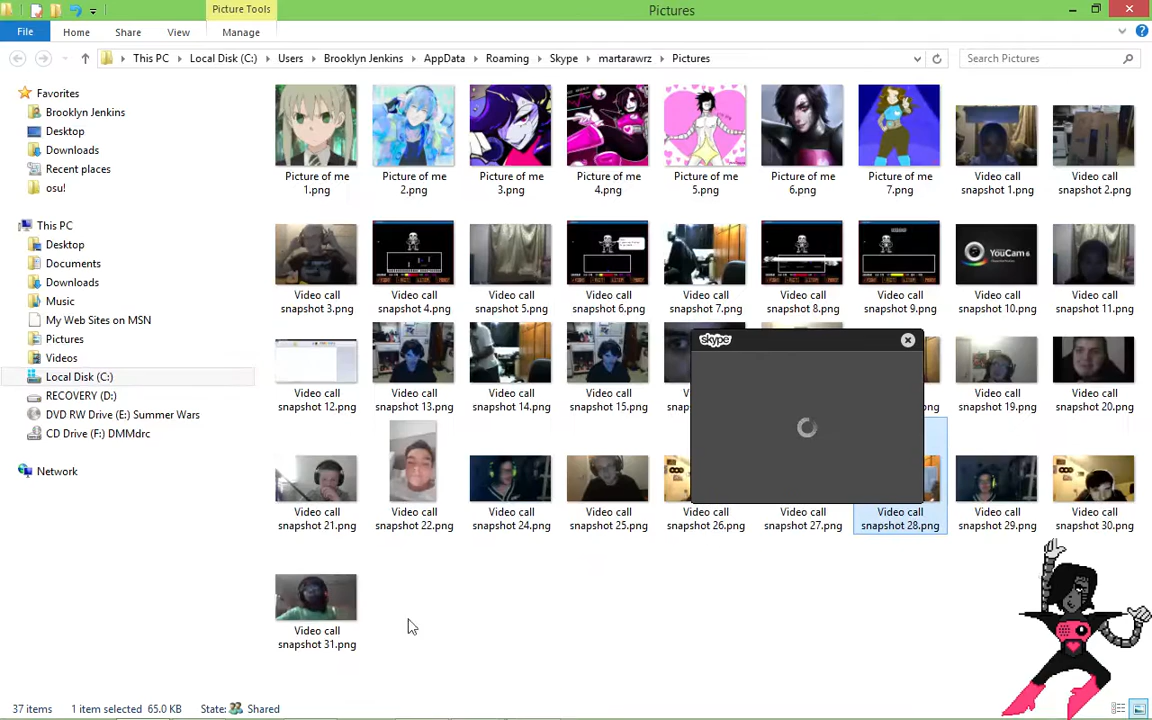 Picture Tools
Pictures
File
Home
Share
View
Manage
This PC
Local Disk (C:)
Users
Brooklyn Jenkins
AppData
Roaming
Skype
martarawrz
Pictures
Search Pictures
Favorites
Brooklyn Jenkins
Desktop
Downloads
Recent places
osu!
This PC
Desktop
Documents
Downloads
Music
My Web Sites on MSN
Pictures
Videos
Local Disk (C:)
RECOVERY (D:)
DVD RW Drive (E:) Summer Wars
CD Drive (F:) DMMdrc
Network
Picture of me
1.png
Picture of me
2.png
Picture of me
3.png
Picture of me
4.png
Picture of me
5.png
Picture of me
6.png
Picture of me
7.png
Video call
snapshot 1.png
Video call
snapshot 2.png
Video call
snapshot 3.png
Video call
snapshot 4.png
Video call
snapshot 5.png
Video call
snapshot 6.png
Video call
snapshot 7.png
Video call
snapshot 8.png
Video call
snapshot 9.png
YouCam 6
Video call
snapshot 10.png
Video call
snapshot 11.png
Video call
snapshot 12.png
Video call
snapshot 13.png
Video call
snapshot 14.png
Video call
snapshot 15.png
skype
Video call
snapshot 19.png
Video call
snapshot 20.png
Video call
snapshot 21.png
Video call
snapshot 22.png
Video call
snapshot 24.png
Video call
snapshot 25.png
Video call
snapshot 26.png
Video call
snapshot 27.png
Video call
snapshot 28.png
Video call
snapshot 29.png
Video call
snapshot 30.png
Video call
snapshot 31.png
37 items
1 item selected 65.0 KB
State:
Shared